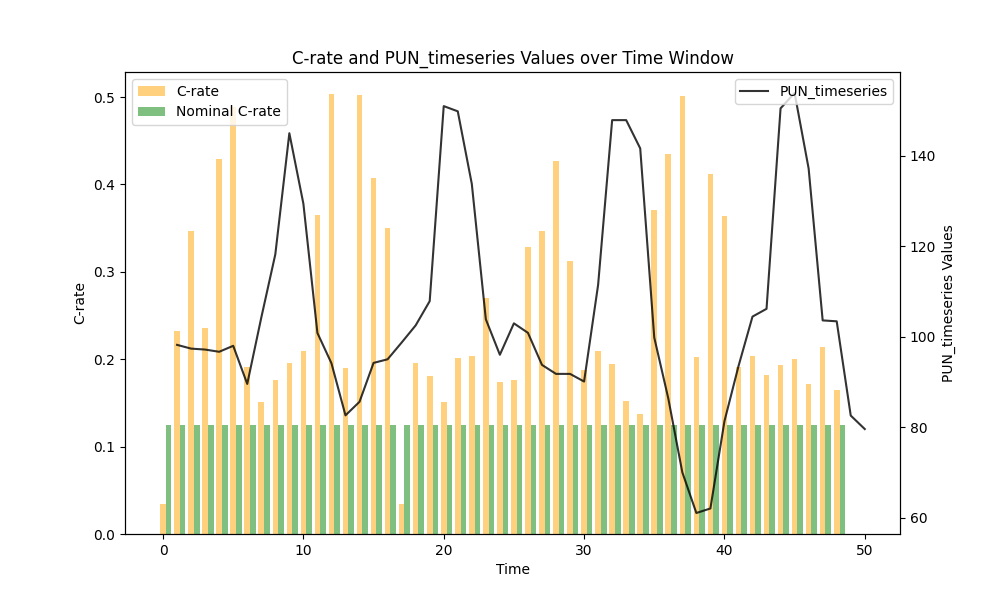 C-rate and PUN_timeseries Values over Time Window
C-rate
Nominal C-rate
PUN_timeseries
0.5
0.4
0.3
0.2
0.1
0.0
C-rate
140
120
100
80
60
PUN_timeseries Values
0
10
20
30
40
50
Time